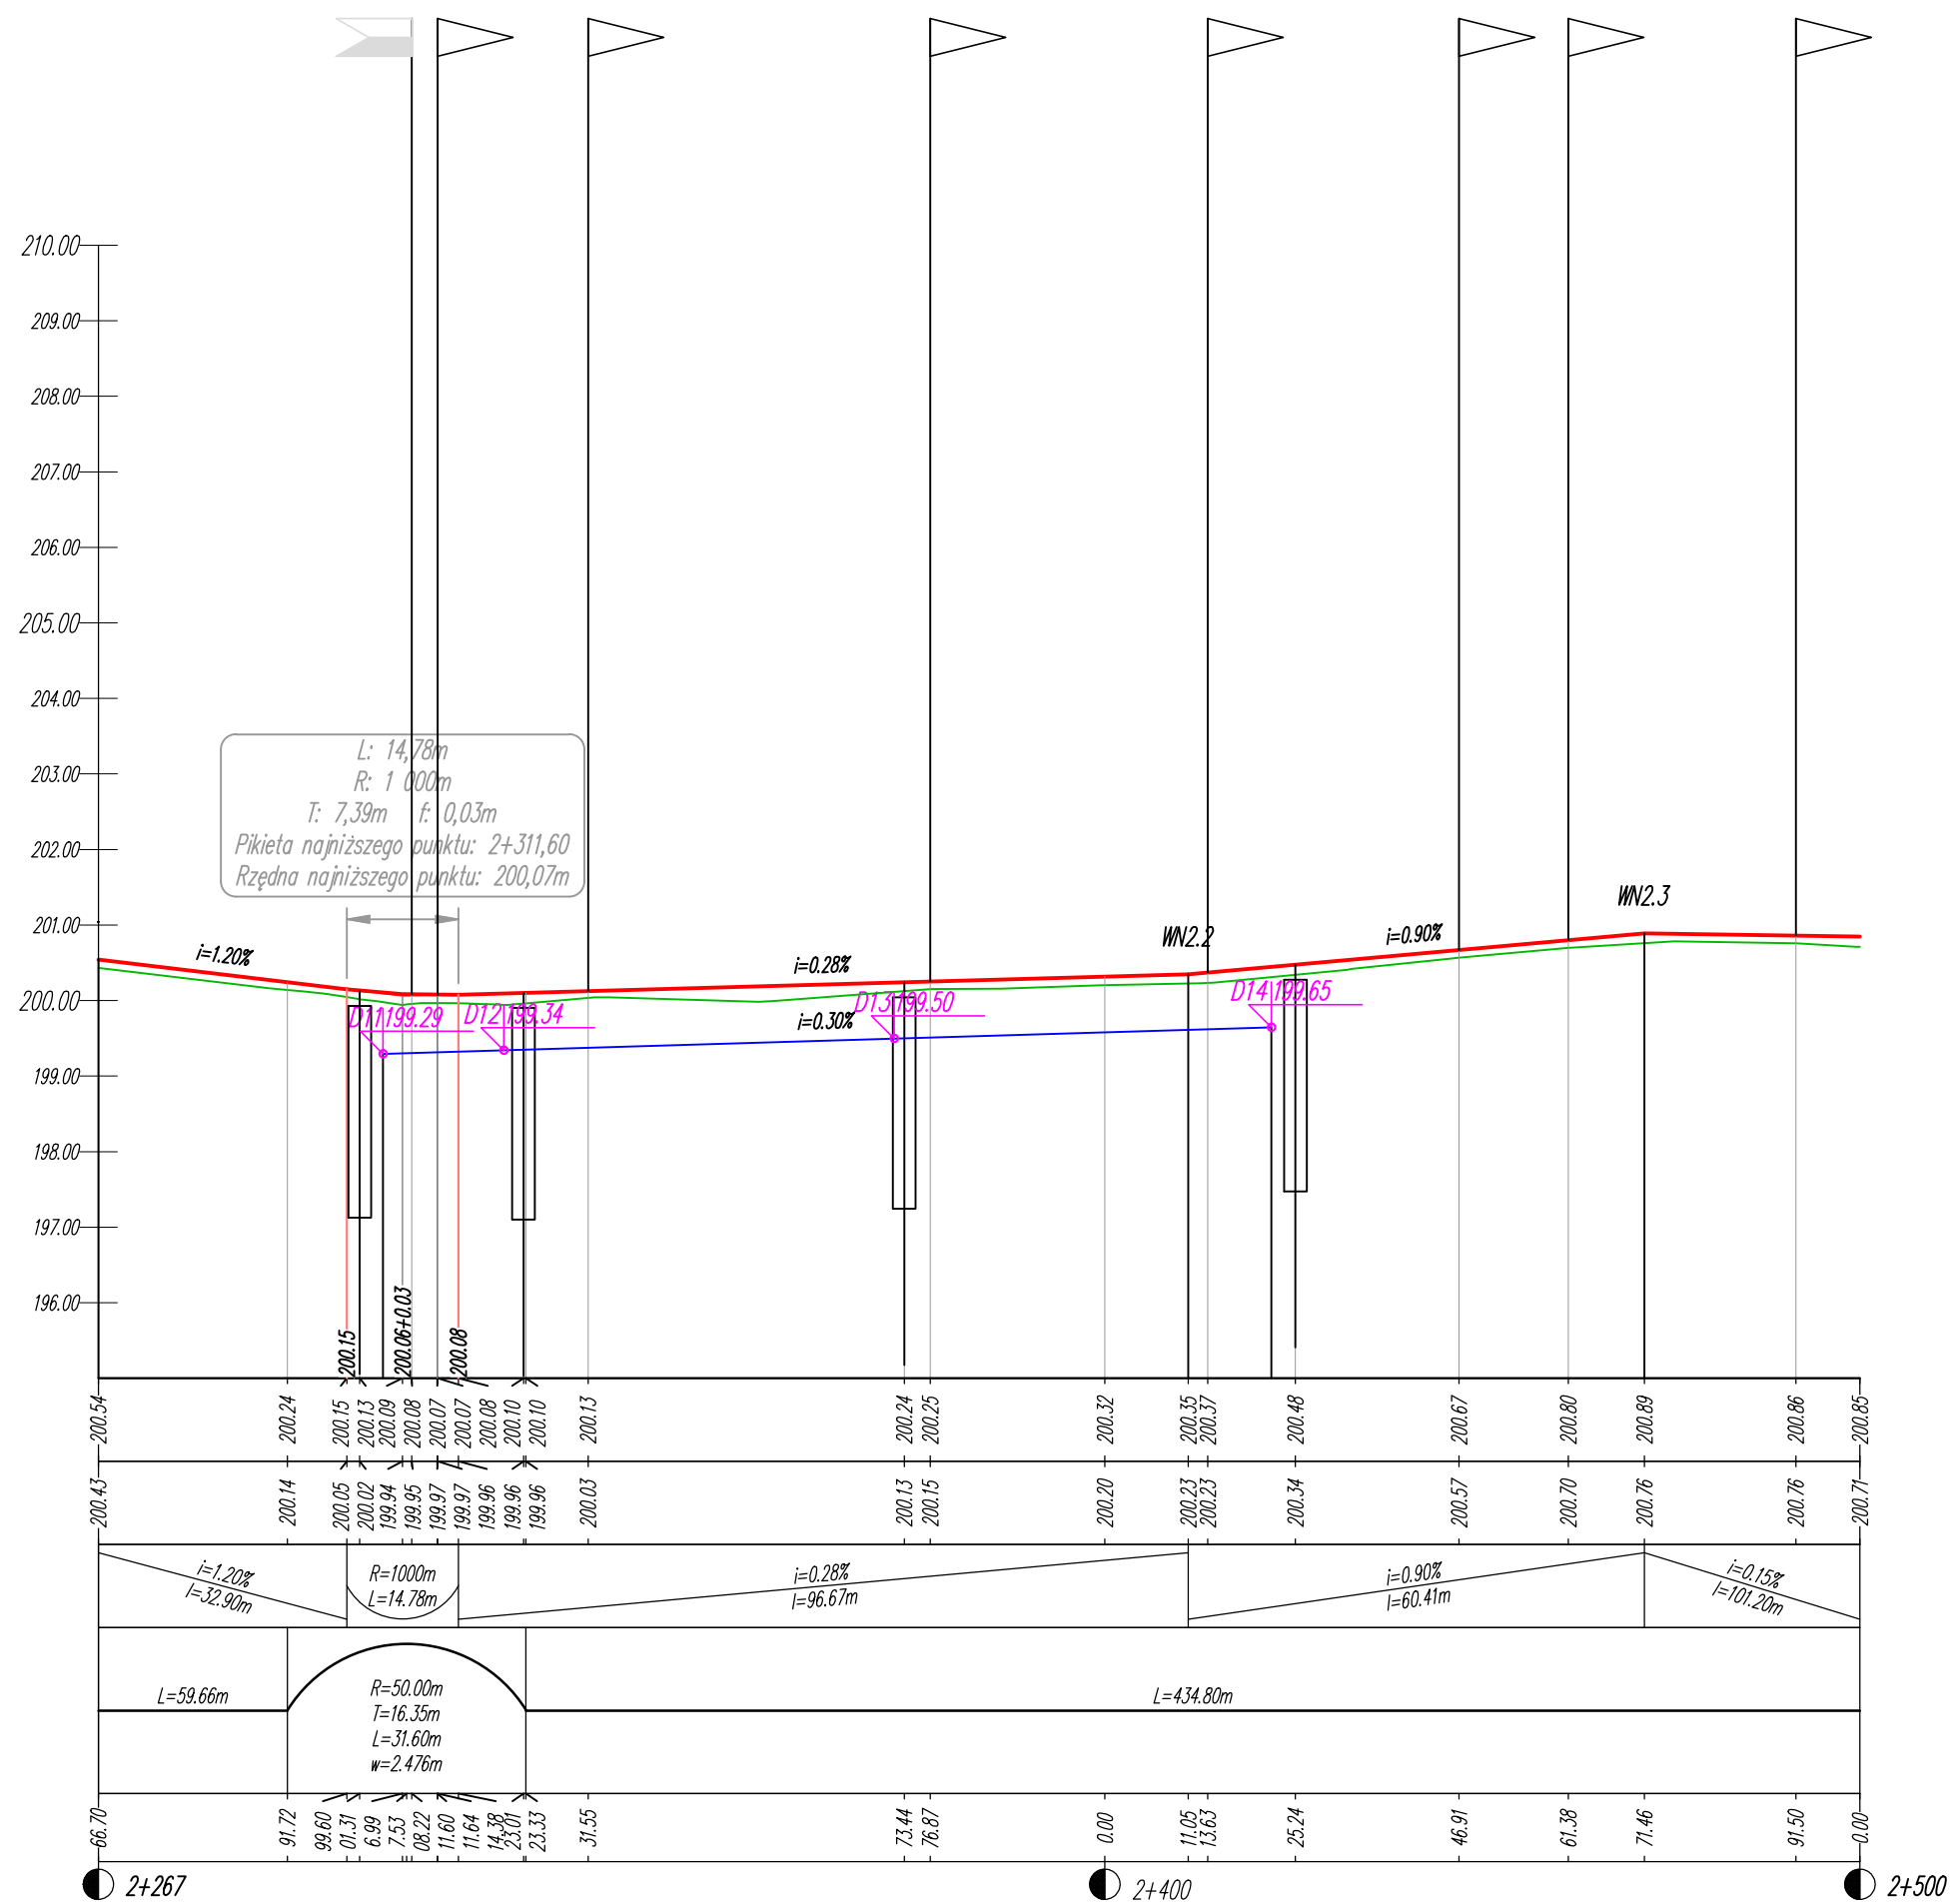 210.00
209.00
208.00
207.00
206.00
205.00
204.00
203.00
202.00
201.00
200.00
199.00
198.00
197.00
196.00
L: 14,78m
R: 1 000m
T: 7,39m f: 0,03m
Pikieta najniższego punktu: 2+311,60
Rzędna najniższego punktu: 200,07m
i=1.20%
i=0.28%
WN2.2
i=0.90%
WN2.3
D11 199.29
D12 199.34
D13 199.50
D14 199.65
i=0.30%
200.15
200.06+0.03
200.08
200.54 200.24 200.15 200.13 200.09 200.08 200.07 200.07 200.08 200.10 200.10 200.13 200.24 200.25 200.32 200.35 200.37 200.48 200.67 200.80 200.89 200.86 200.85
200.43 200.14 200.05 200.02 199.94 199.95 199.97 199.97 199.96 199.96 199.96 200.03 200.13 200.15 200.20 200.23 200.23 200.34 200.57 200.70 200.76 200.76 200.71
i=1.20%
l=32.90m
R=1000m
L=14.78m
i=0.28%
l=96.67m
i=0.90%
l=60.41m
i=0.15%
l=101.20m
L=59.66m
R=50.00m
T=16.35m
L=31.60m
w=2.476m
L=434.80m
66.70 91.72 99.60 01.31 6.99 7.53 08.22 11.60 11.64 14.38 23.01 23.33 31.55 73.44 76.87 0.00 11.05 13.63 25.24 46.91 61.38 71.46 91.50 0.00
2+267
2+400
2+500